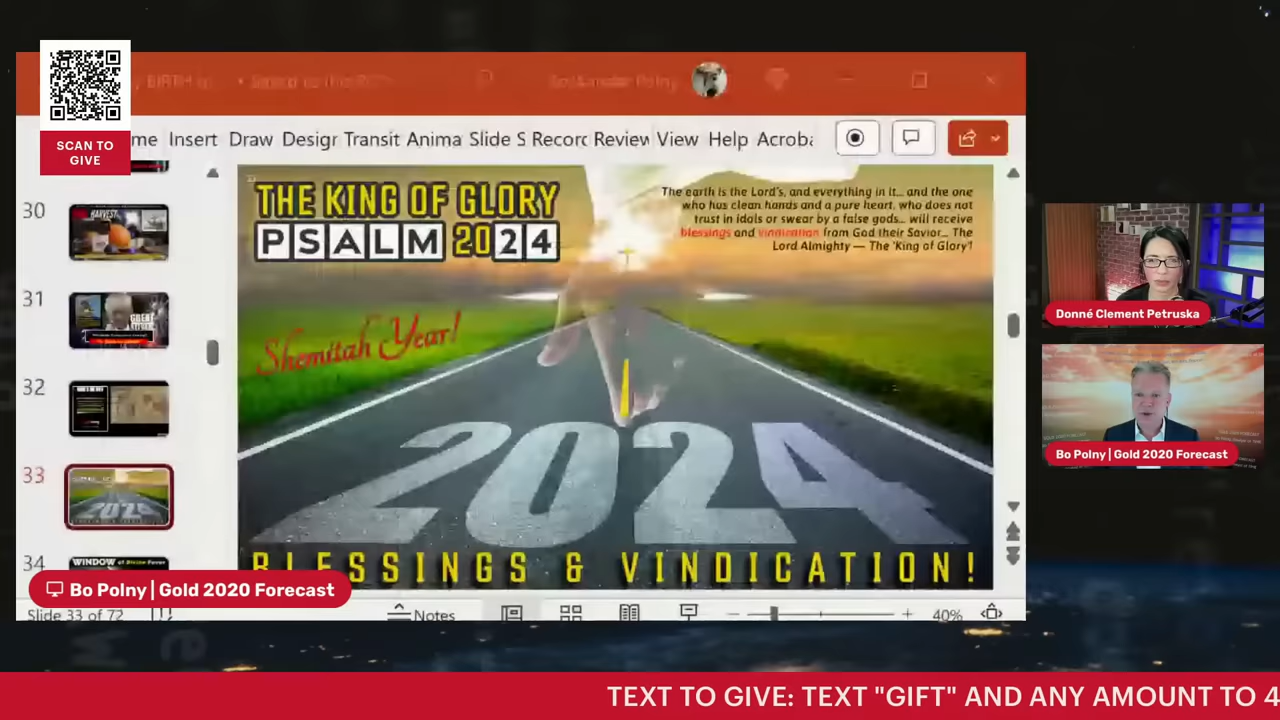 SCAN TO
GIVE
me Insert Draw Desigr Transit Anima Slide S Recorc Review View Help Acroba
30
31
32
33
34
WINDOW of Divine Favor
THE KING OF GLORY
PSALM 2024
The earth is the Lord's, and everything in it... and the one
who has clean hands and a pure heart, who does not
trust in idols or swear by a false gods... will receive
blessings and vindication from God their Savior... The
Lord Almighty — The 'King of Glory'!
Shemitah Year!
2024
BLESSINGS & VINDICATION!
Donné Clement Petruska
Bo Polny | Gold 2020 Forecast
Bo Polny | Gold 2020 Forecast
Slide 33 of 72
Notes
40%
TEXT TO GIVE: TEXT "GIFT" AND ANY AMOUNT TO 4